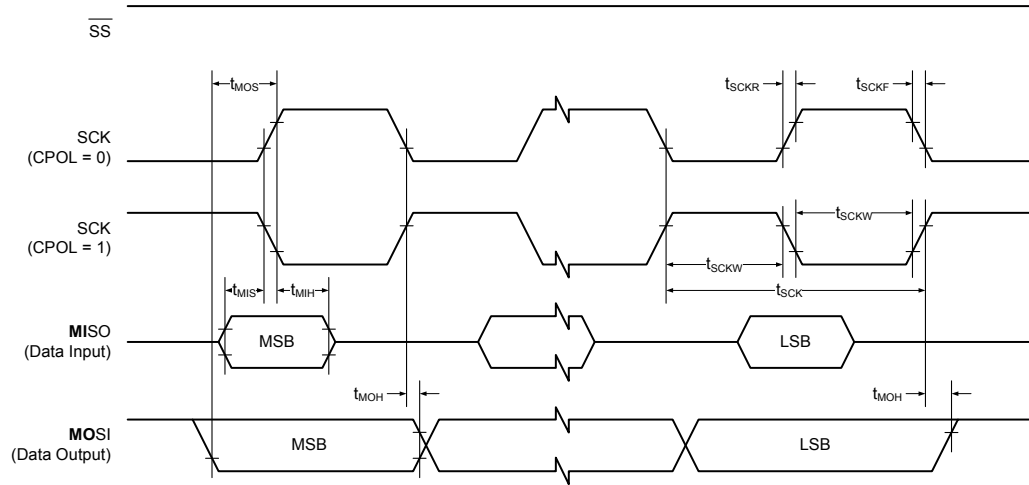 SS
tMOS
tSCKR
tSCKF
SCK
(CPOL = 0)
SCK
(CPOL = 1)
tSCKW
tSCKW
tSCK
tMIS
tMIH
MISO
(Data Input)
MSB
LSB
tMOH
tMOH
MOSI
(Data Output)
MSB
LSB